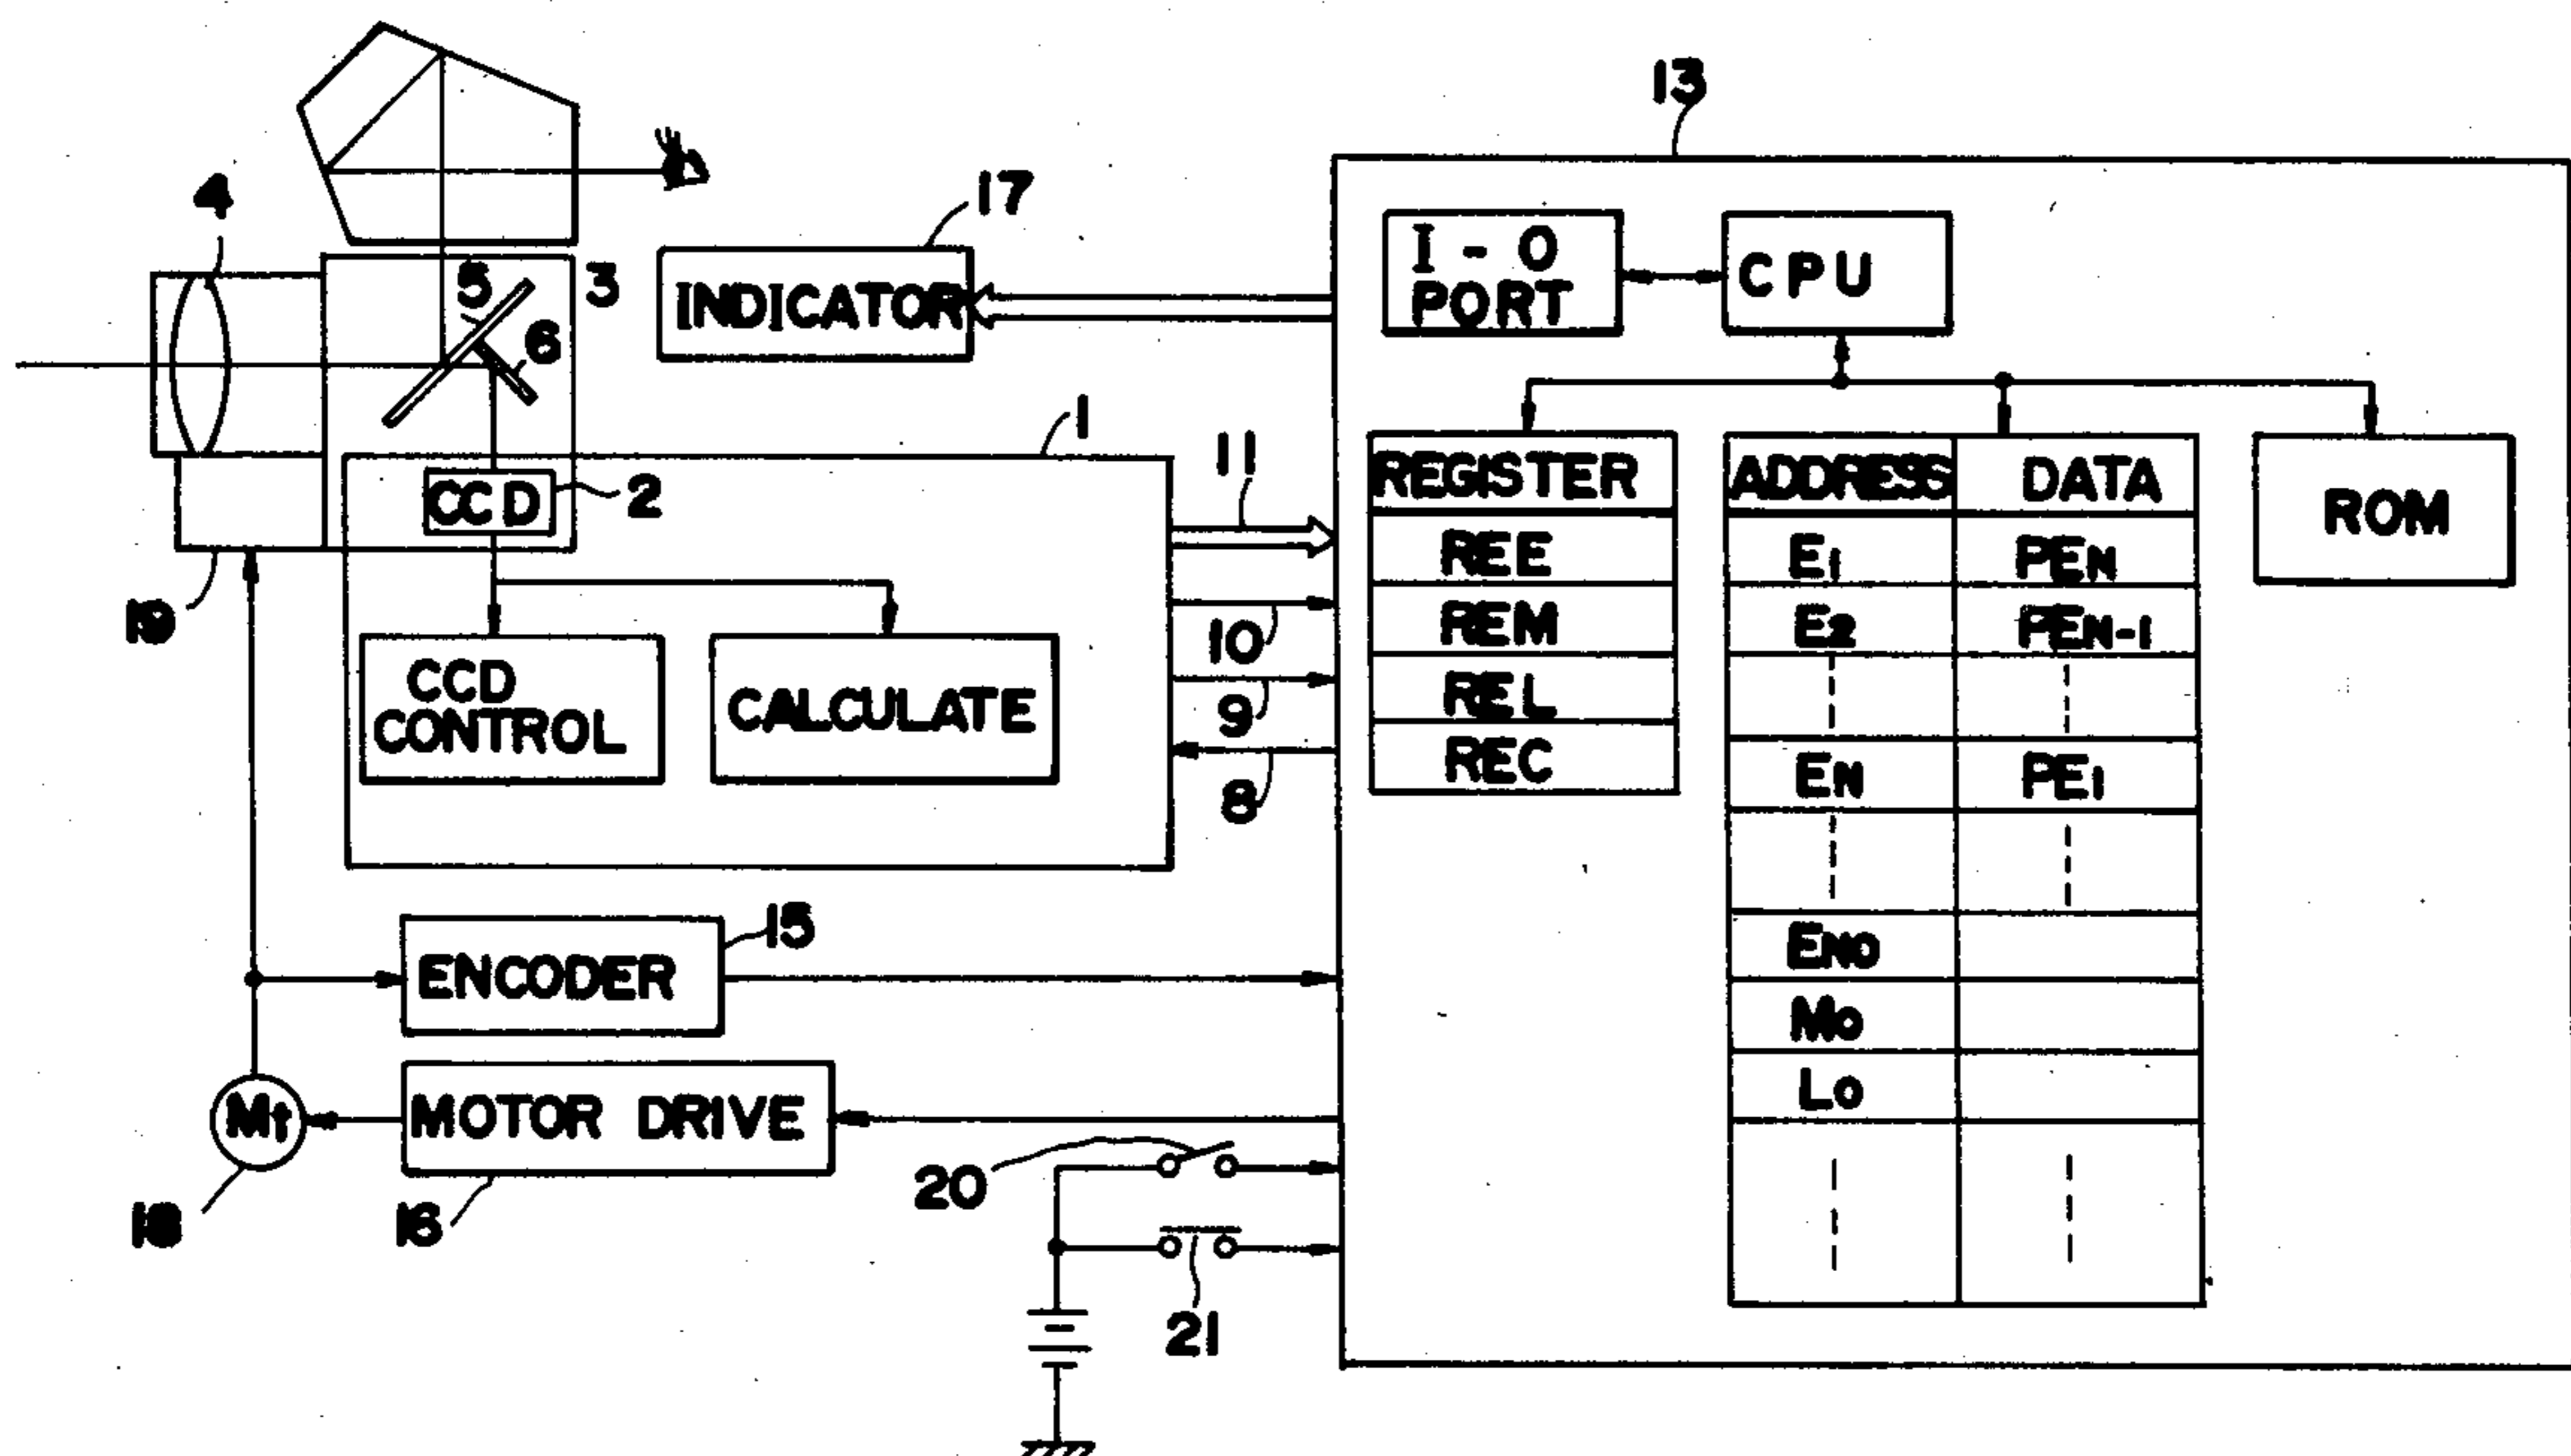 13
4
17
I - O
PORT
CPU
INDICATOR
5
3
6
1
11
CCD
2
REGISTER
REE
REM
REL
REC
ADDRESS DATA
E1 PEN
E2 PEN-1
EN PE1
ENO
MO
LO
ROM
19
10
9
8
CCD
CONTROL
CALCULATE
15
ENCODER
Mt
MOTOR DRIVE
18
16
20
21